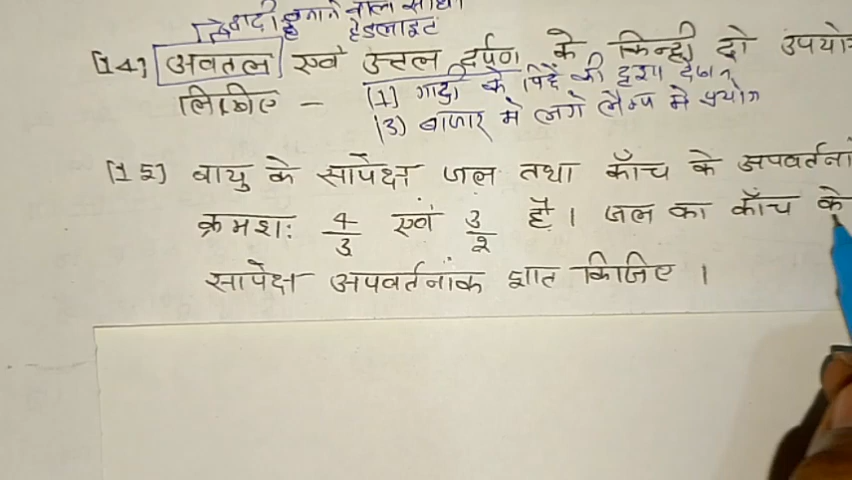 दाढ़ी बनाने वाला
हेडलाइट
[14] अवतल एवं उत्तल दर्पण के किन्ही दो उपयो
लिखिए - (1) गाड़ी के पिछे की दृश्य देखन
(3) बाजार मे लगे लैम्प मे प्रयोग
[15] वायु के सापेक्ष जल तथा काँच के अपवर्तनां
क्रमश: 4/3 एवं 3/2 है। जल का काँच के
सापेक्ष अपवर्तनांक ज्ञात किजिए ।